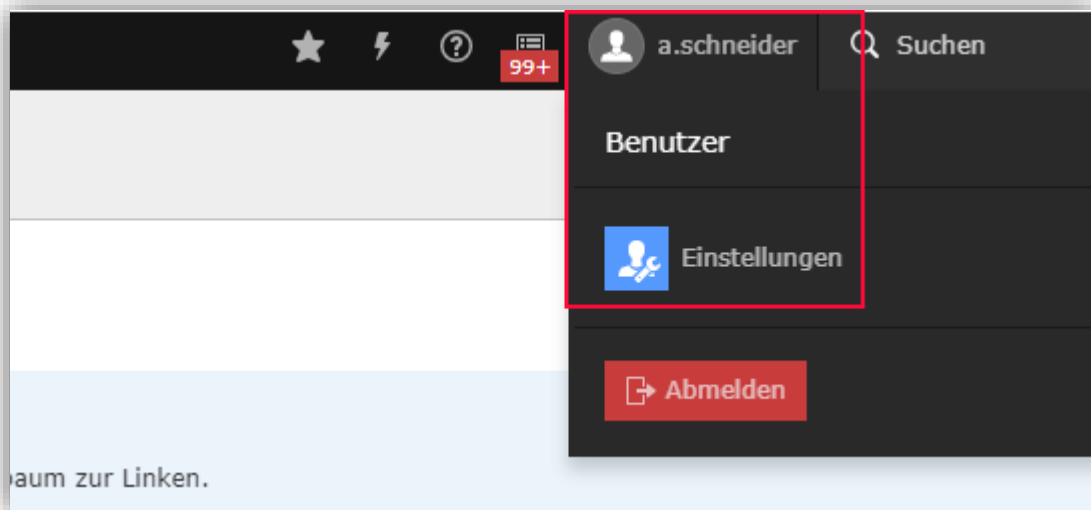 99+
a.schneider
Suchen
Benutzer
Einstellungen
Abmelden
baum zur Linken.